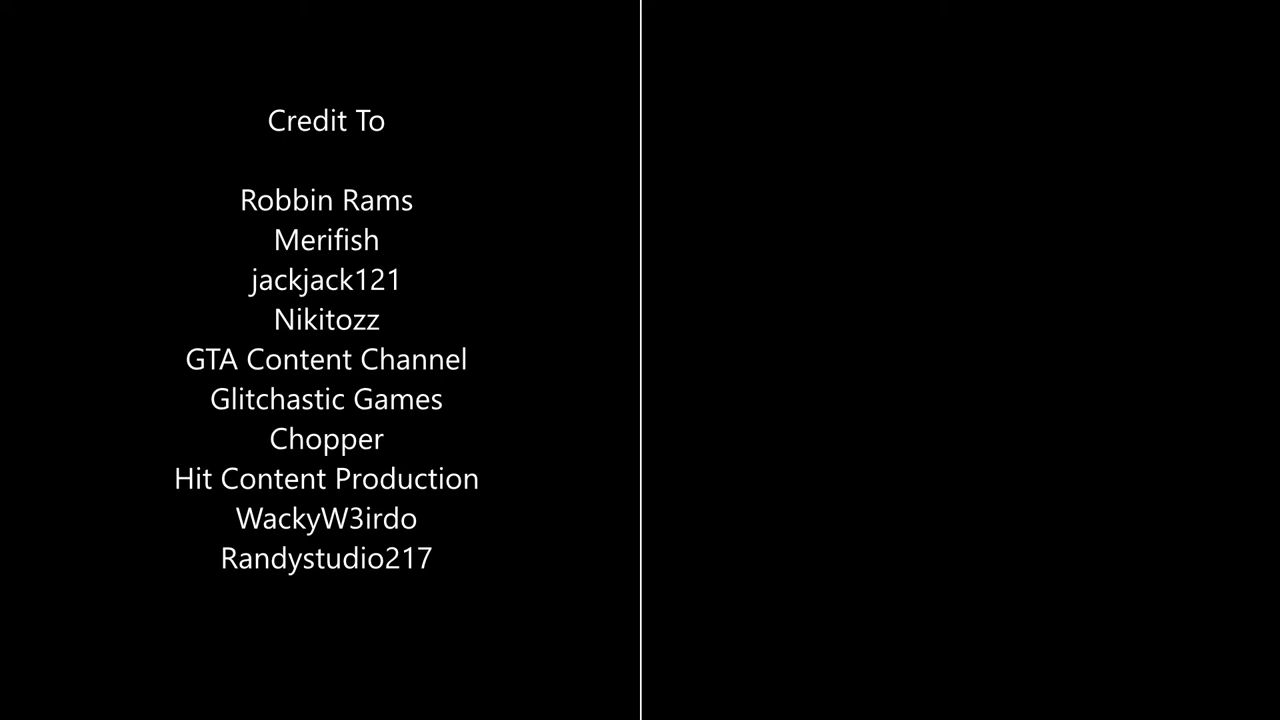 Credit To
Robbin Rams
Merifish
jackjack121
Nikitozz
GTA Content Channel
Glitchastic Games
Chopper
Hit Content Production
WackyW3irdo
Randystudio217